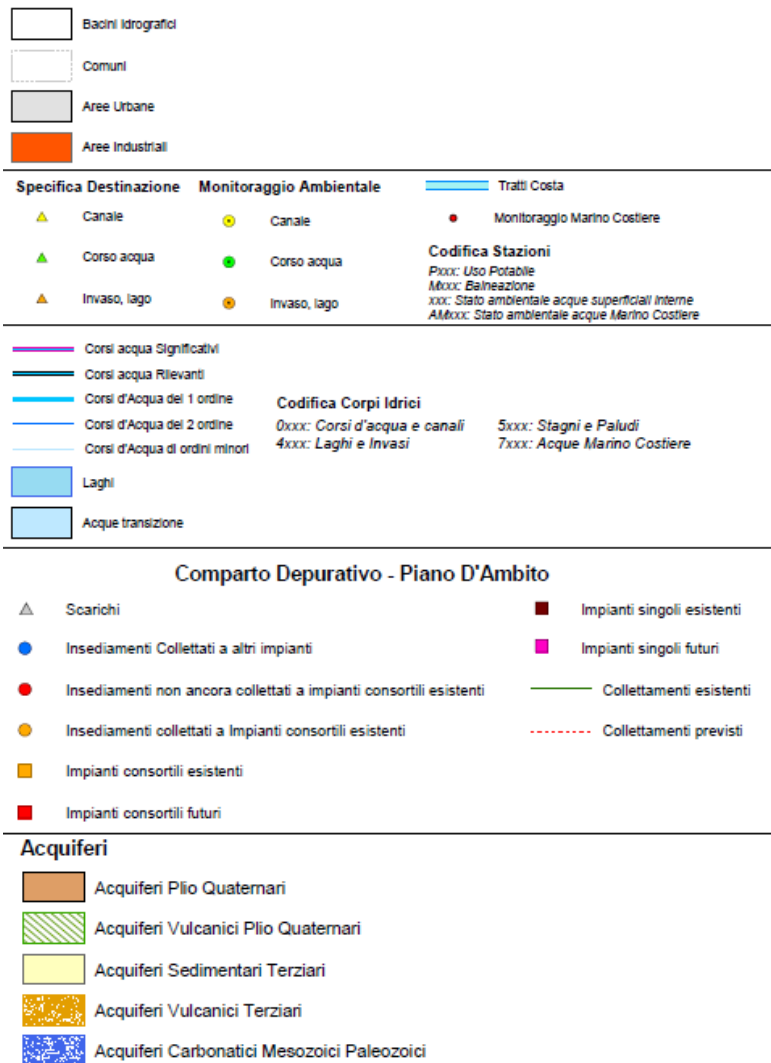 Bacini Idrografici
Comuni
Aree Urbane
Aree Industriali
Specifica Destinazione
Canale
Corso acqua
Invaso, lago
Monitoraggio Ambientale
Canale
Corso acqua
Invaso, lago
Tratti Costa
Monitoraggio Marino Costiere
Codifica Stazioni
Pxxx: Uso Potabile
Mxxx: Balneazione
xxx: Stato ambientale acque superficiali Interne
AMxxx: Stato ambientale acque Marino Costiere
Corsi acqua Significativi
Corsi acqua Rilevanti
Corsi d'Acqua del 1 ordine
Corsi d'Acqua del 2 ordine
Corsi d'Acqua di ordini minori
Laghi
Acque transizione
Codifica Corpi Idrici
0xxx: Corsi d'acqua e canali
4xxx: Laghi e Invasi
5xxx: Stagni e Paludi
7xxx: Acque Marino Costiere
Comparto Depurativo - Piano D'Ambito
Scarichi
Insediamenti Collettati a altri impianti
Insediamenti non ancora collettati a impianti consortili esistenti
Insediamenti collettati a Impianti consortili esistenti
Impianti consortili esistenti
Impianti consortili futuri
Impianti singoli esistenti
Impianti singoli futuri
Collettamenti esistenti
Collettamenti previsti
Acquiferi
Acquiferi Plio Quaternari
Acquiferi Vulcanici Plio Quaternari
Acquiferi Sedimentari Terziari
Acquiferi Vulcanici Terziari
Acquiferi Carbonatici Mesozoici Paleozoici